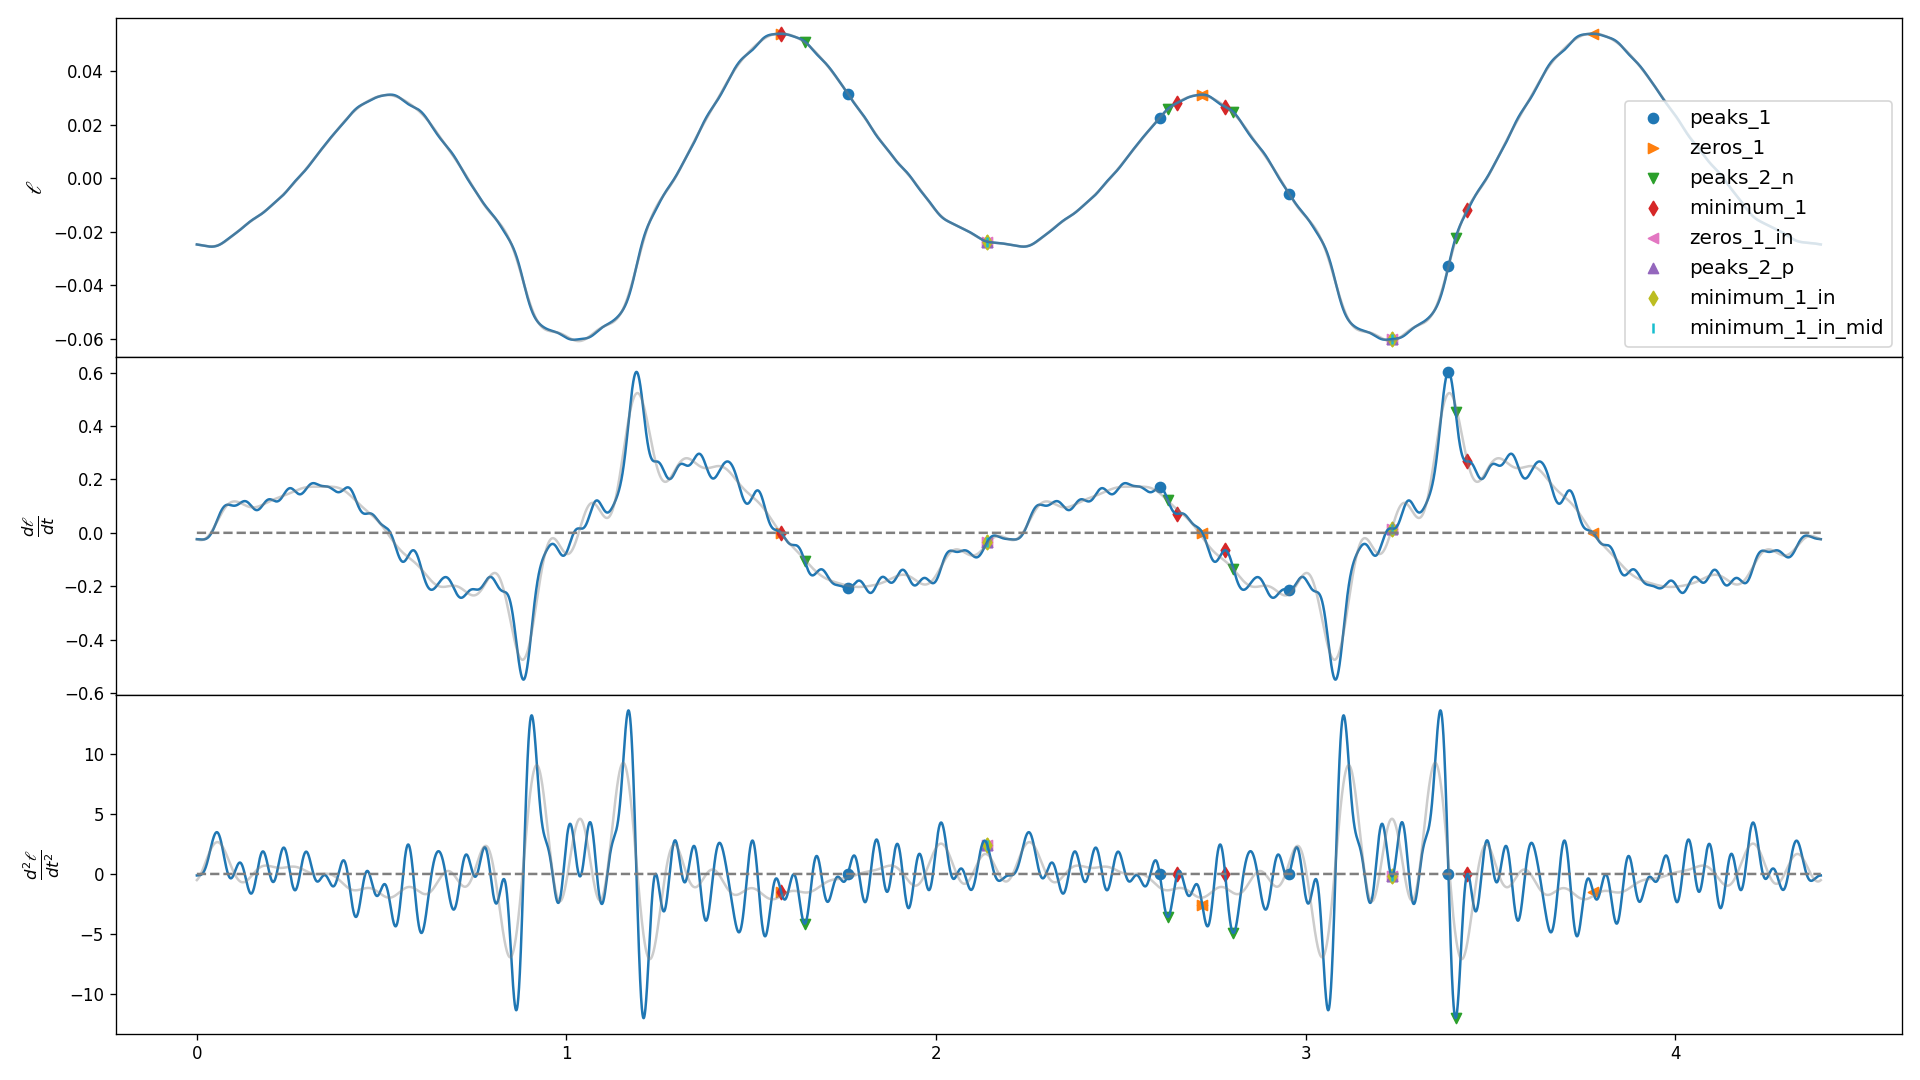 ℓ
0.04
0.02
0.00
−0.02
−0.04
−0.06
peaks_1
zeros_1
peaks_2_n
minimum_1
zeros_1_in
peaks_2_p
minimum_1_in
minimum_1_in_mid
dℓ
dt
0.6
0.4
0.2
0.0
−0.2
−0.4
−0.6
d²ℓ
dt²
10
5
0
−5
−10
0 1 2 3 4